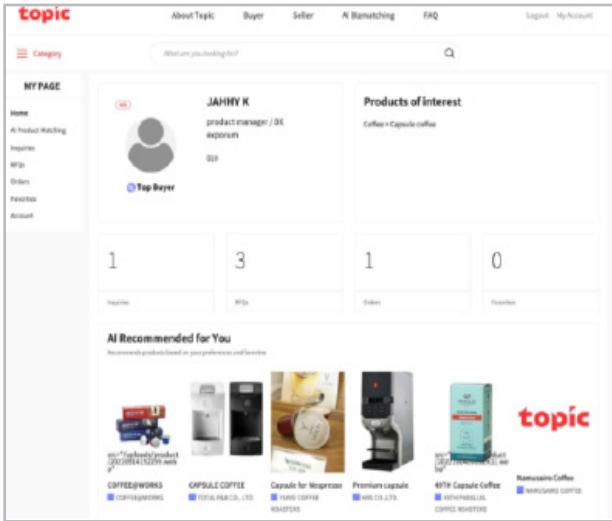 topic
About Topic Buyer Seller AI Bizmatching FAQ Logout My Account
Category
What are you looking for?
MY PAGE
Home
AI Product Matching
Inquiries
RFQs
Orders
Favorites
Account
JAHNY K
product manager / DK
exporum
Top Buyer
Products of interest
Coffee > Capsule coffee
1
Inquiries
3
RFQs
1
Orders
0
Favorites
AI Recommended for You
Recommends products based on your preferences and favorites
topic
COFFEE@WORKS
COFFEE@WORKS
CAPSULE COFFEE
CO., LTD.
Capsule for Nespresso
COFFEE
ROASTERS
Premium capsule
CO.,LTD.
49TH Capsule Coffee
49TH PARALLEL
COFFEE ROASTERS
Namusairo Coffee
NAMUSAIRO COFFEE